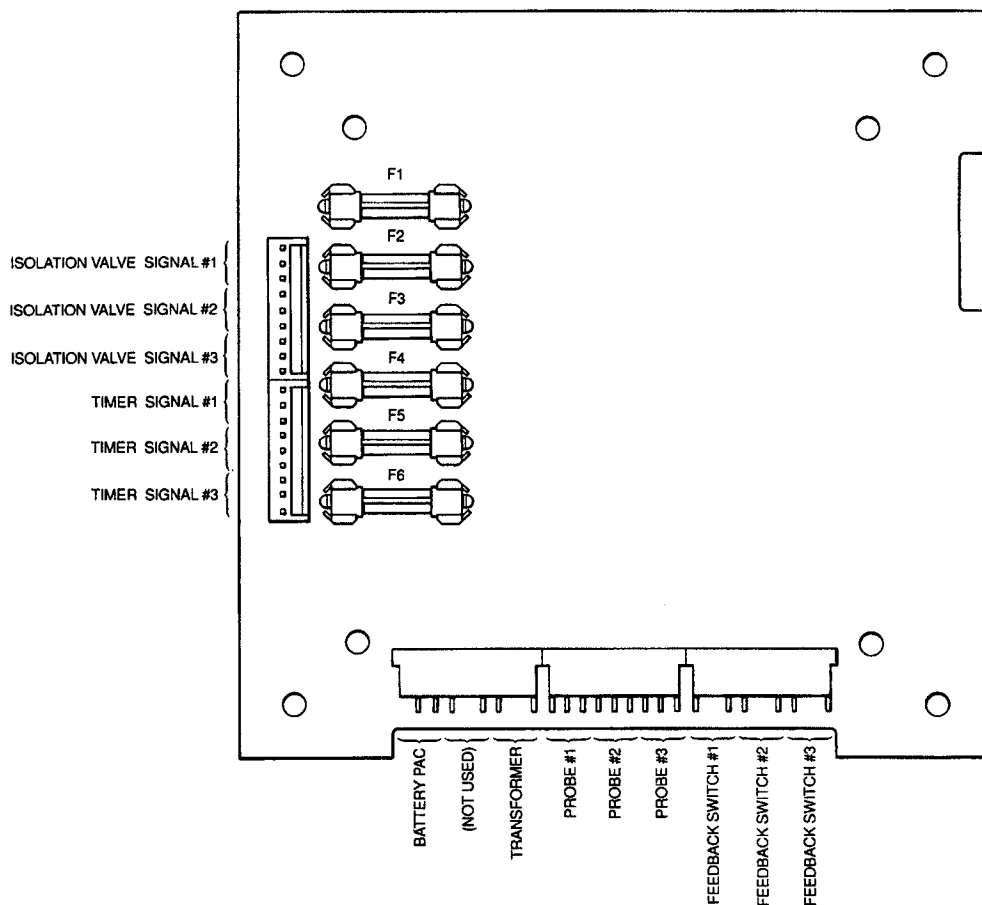 F1
F2
F3
F4
F5
F6
ISOLATION VALVE SIGNAL #1
ISOLATION VALVE SIGNAL #2
ISOLATION VALVE SIGNAL #3
TIMER SIGNAL #1
TIMER SIGNAL #2
TIMER SIGNAL #3
BATTERY PAC
(NOT USED)
TRANSFORMER
PROBE #1
PROBE #2
PROBE #3
FEEDBACK SWITCH #1
FEEDBACK SWITCH #2
FEEDBACK SWITCH #3